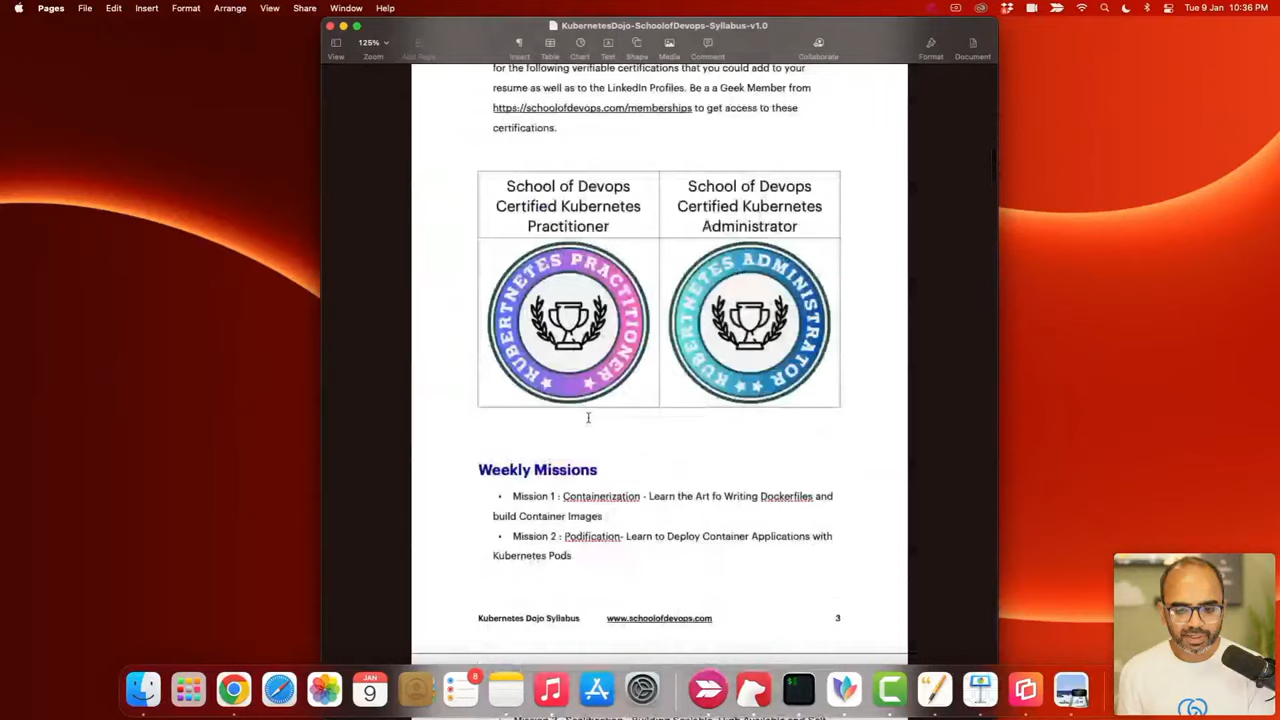 Pages File Edit Insert Format Arrange View Share Window Help
Tue 9 Jan 10:36 PM
KubernetesDojo-SchoolofDevops-Syllabus-v1.0
125%
View Zoom Add Page Insert Table Chart Text Shape Media Comment Collaborate Format Document
for the following verifiable certifications that you could add to your
resume as well as to the LinkedIn Profiles. Be a a Geek Member from
https://schoolofdevops.com/memberships to get access to these
certifications.
School of Devops
Certified Kubernetes
Practitioner
School of Devops
Certified Kubernetes
Administrator
KUBERTNETES PRACTITIONER
KUBERTNETES ADMINISTRATOR
Weekly Missions
• Mission 1 : Containerization - Learn the Art fo Writing Dockerfiles and
build Container Images
• Mission 2 : Podification- Learn to Deploy Container Applications with
Kubernetes Pods
Kubernetes Dojo Syllabus www.schoolofdevops.com 3
JAN
9
8